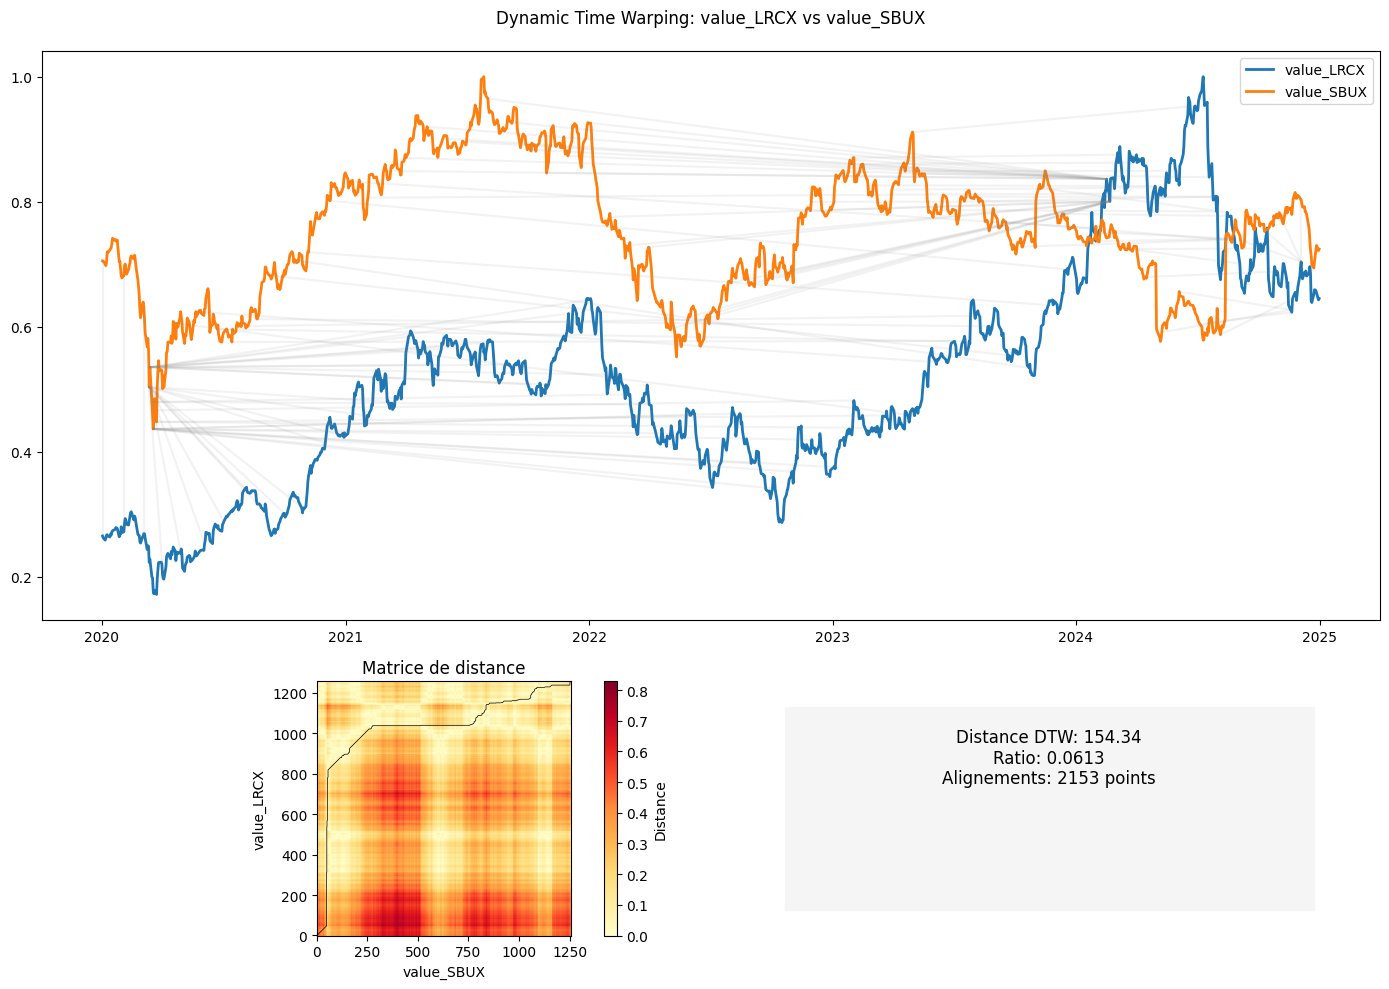 Dynamic Time Warping: value_LRCX vs value_SBUX
value_LRCX
value_SBUX
1.0
0.8
0.6
0.4
0.2
2020 2021 2022 2023 2024 2025
Matrice de distance
value_LRCX
1200
1000
800
600
400
200
0
0 250 500 750 1000 1250
value_SBUX
0.8
0.7
0.6
0.5
0.4
0.3
0.2
0.1
0.0
Distance
Distance DTW: 154.34
Ratio: 0.0613
Alignements: 2153 points